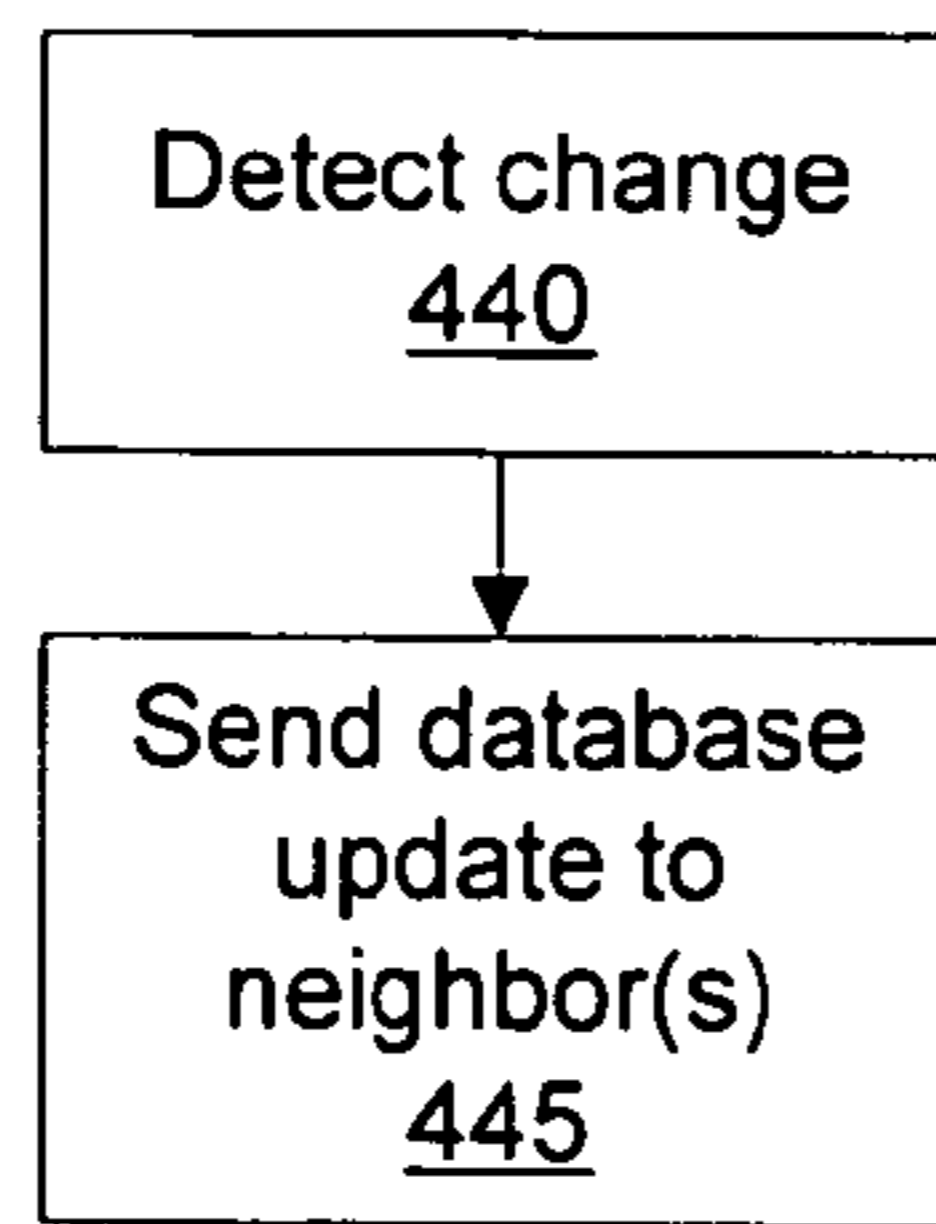 Detect change
440
Send database
update to
neighbor(s)
445